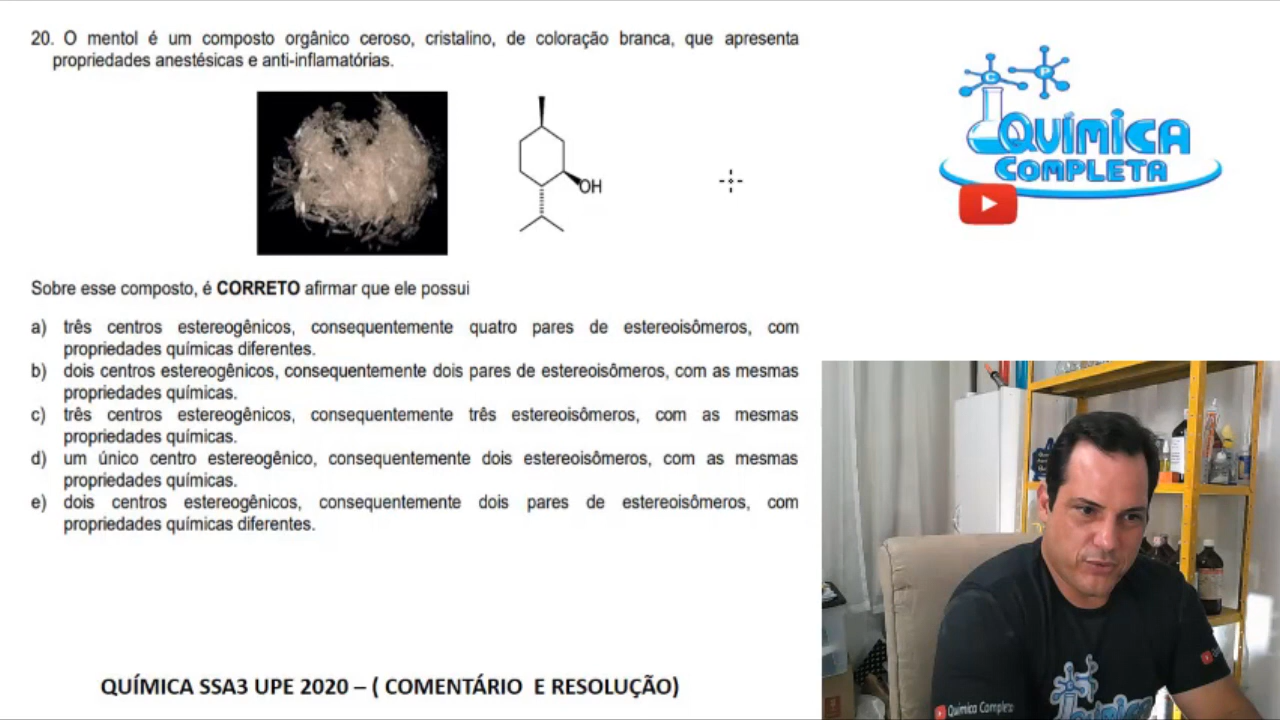 20. O mentol é um composto orgânico ceroso, cristalino, de coloração branca, que apresenta
propriedades anestésicas e anti-inflamatórias.
OH
C
P
QUÍMICA
COMPLETA
Sobre esse composto, é CORRETO afirmar que ele possui
a) três centros estereogênicos, consequentemente quatro pares de estereoisômeros, com
propriedades químicas diferentes.
b) dois centros estereogênicos, consequentemente dois pares de estereoisômeros, com as mesmas
propriedades químicas.
c) três centros estereogênicos, consequentemente três estereoisômeros, com as mesmas
propriedades químicas.
d) um único centro estereogênico, consequentemente dois estereoisômeros, com as mesmas
propriedades químicas.
e) dois centros estereogênicos, consequentemente dois pares de estereoisômeros, com
propriedades químicas diferentes.
QUÍMICA SSA3 UPE 2020 – ( COMENTÁRIO E RESOLUÇÃO)
Química Completa